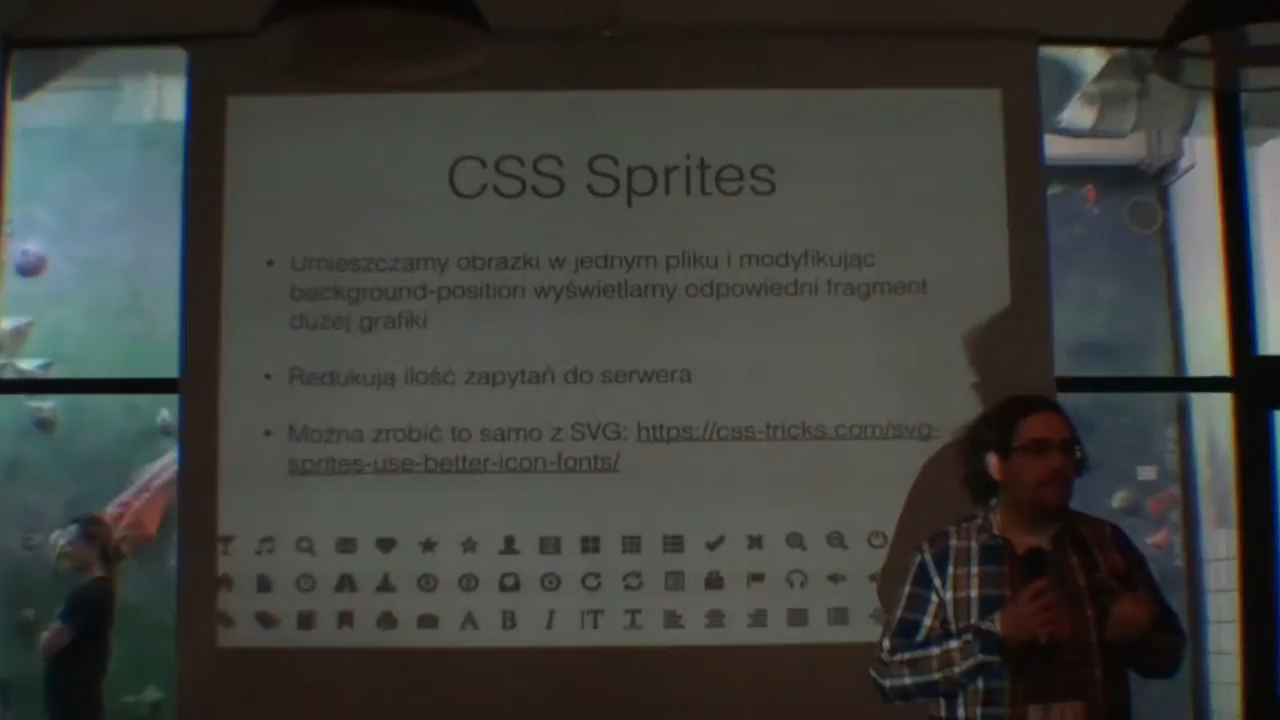 CSS Sprites
• Umieszczamy obrazki w jednym pliku i modyfikując
background-position wyświetlamy odpowiedni fragment
dużej grafiki
• Redukują ilość zapytań do serwera
• Można zrobić to samo z SVG: https://css-tricks.com/svg-
sprites-use-better-icon-fonts/